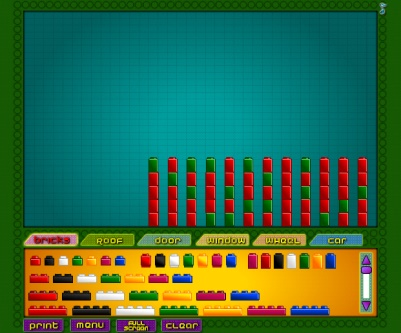 bricks ROOF DOOR WINDOW WHEEL CAR
PRINT MENU FULL SCREEN CLEAR